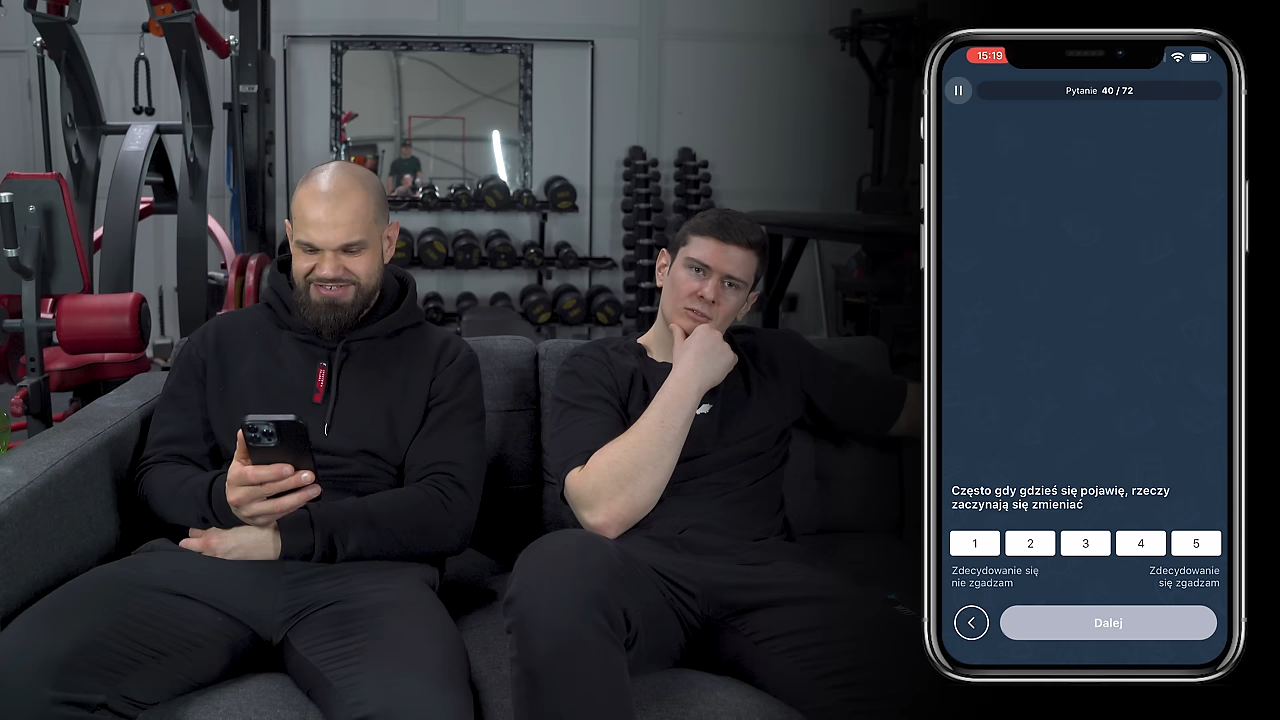 15:19
Pytanie 40 / 72
Często gdy gdzieś się pojawię, rzeczy
zaczynają się zmieniać
1 2 3 4 5
Zdecydowanie się
nie zgadzam
Zdecydowanie
się zgadzam
Dalej